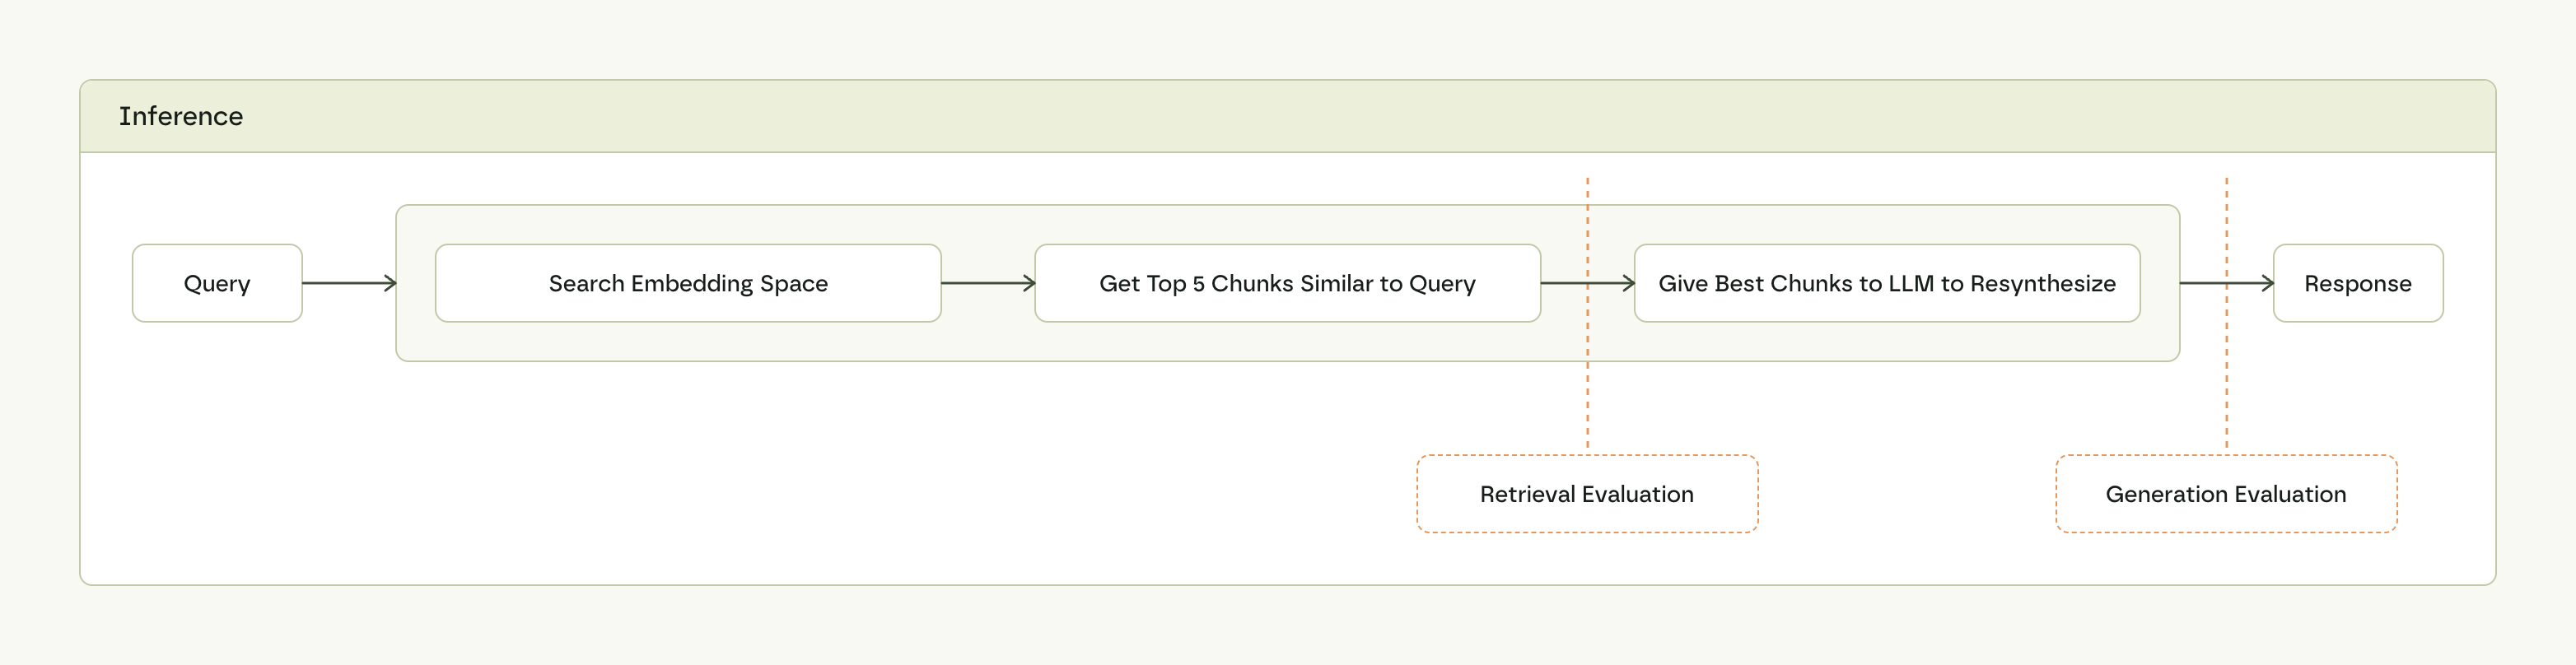 Inference
Query
Search Embedding Space
Get Top 5 Chunks Similar to Query
Give Best Chunks to LLM to Resynthesize
Response
Retrieval Evaluation
Generation Evaluation